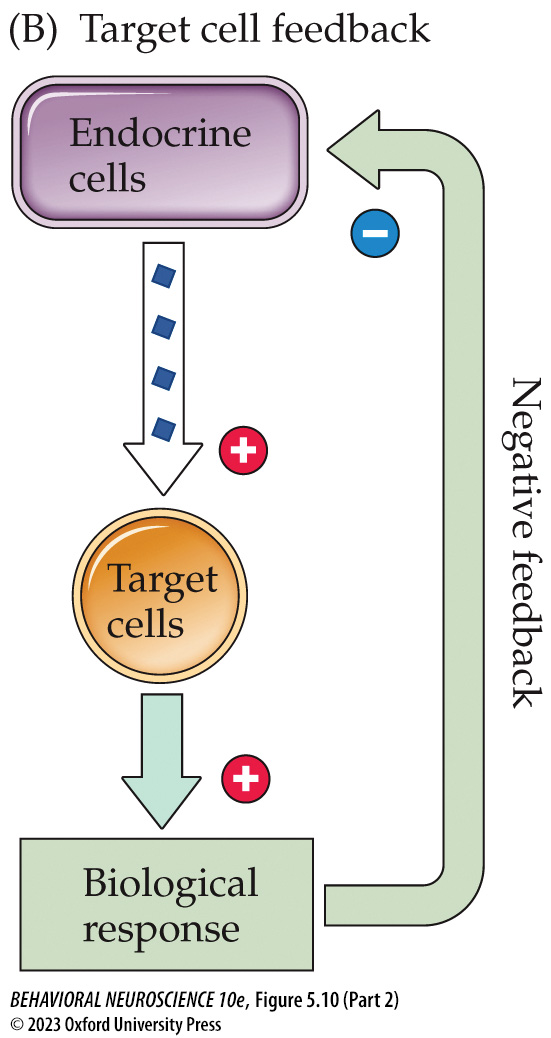 (B) Target cell feedback
Endocrine
cells
−
+
Target
cells
+
Biological
response
Negative feedback
BEHAVIORAL NEUROSCIENCE 10e, Figure 5.10 (Part 2)
© 2023 Oxford University Press